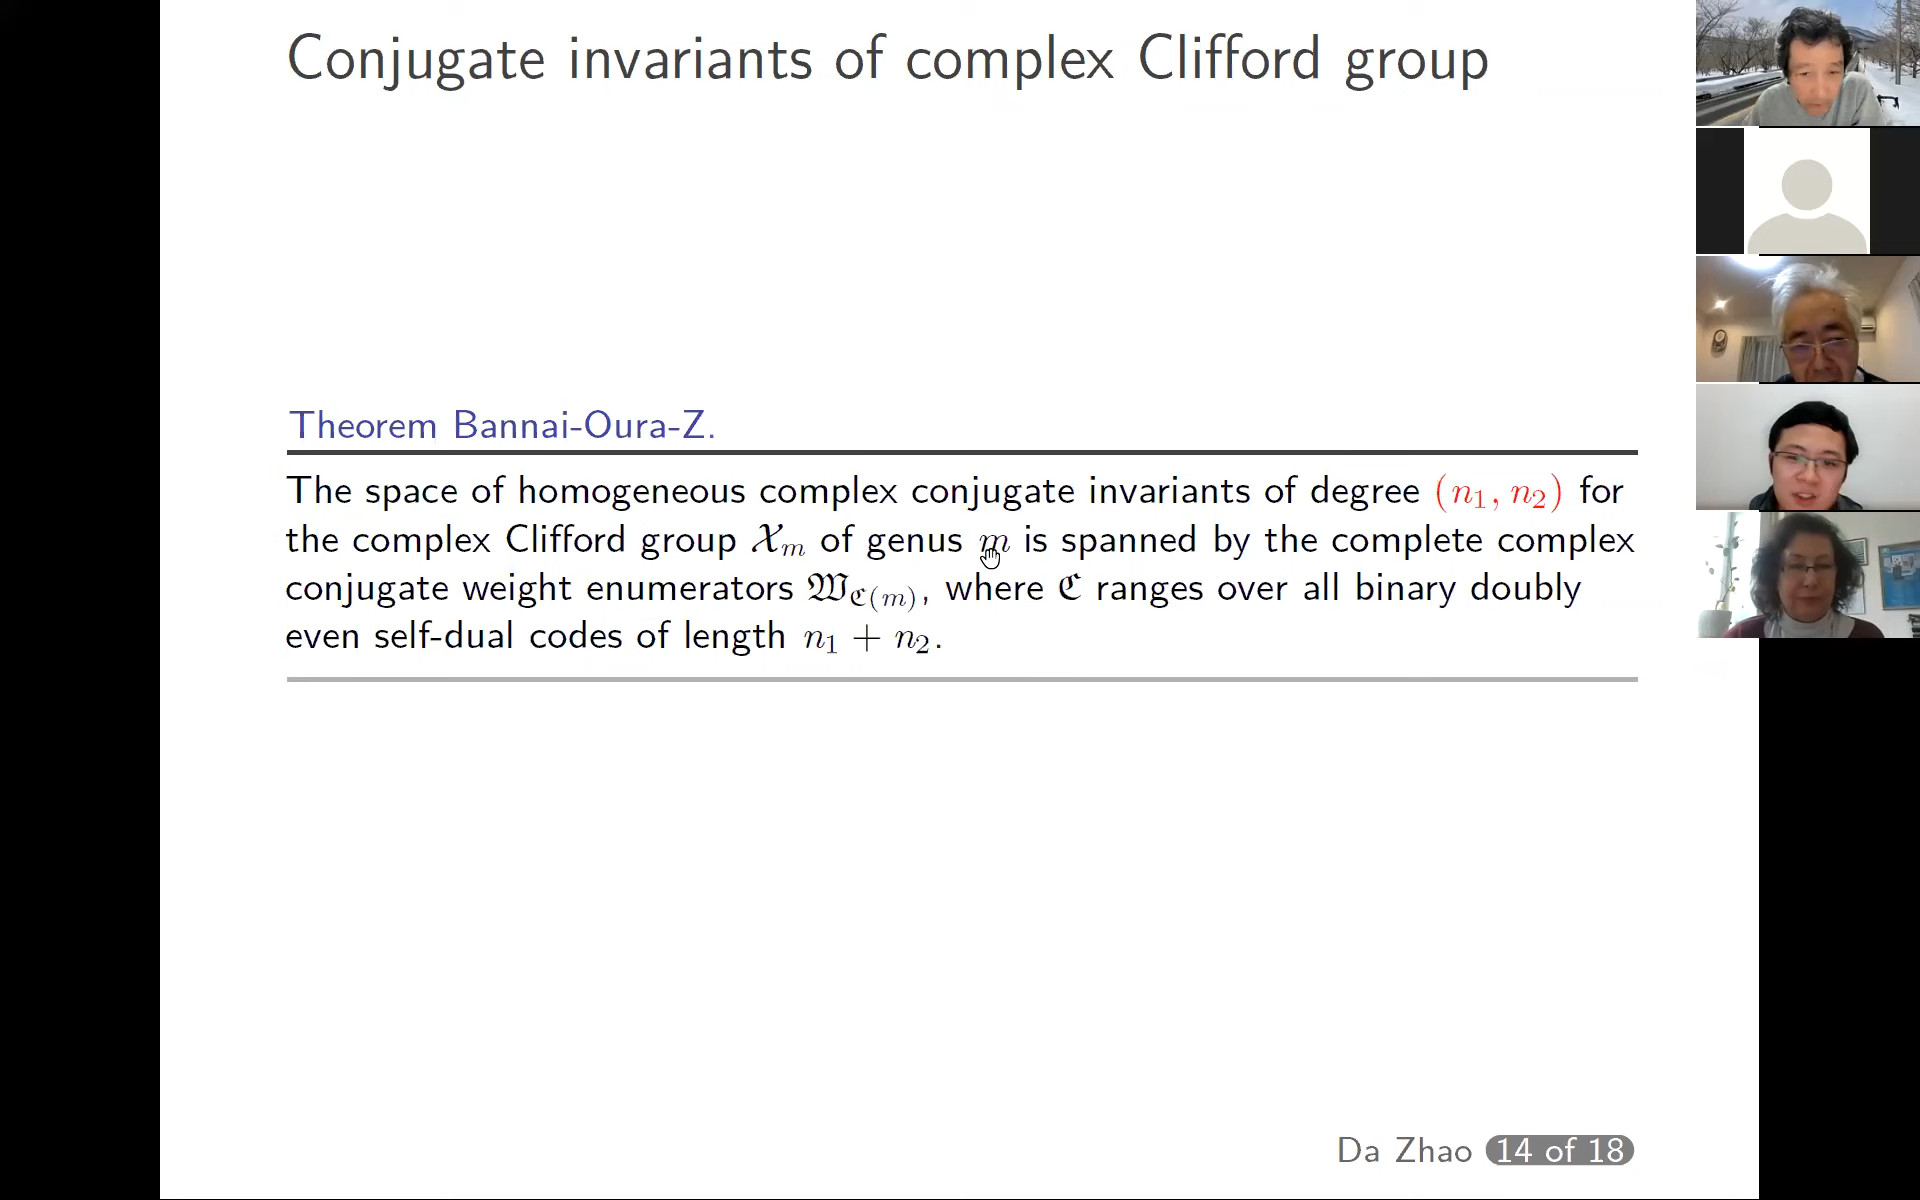 Conjugate invariants of complex Clifford group
Theorem Bannai-Oura-Z.
The space of homogeneous complex conjugate invariants of degree (n₁, n₂) for
the complex Clifford group 𝒳ₘ of genus m is spanned by the complete complex
conjugate weight enumerators 𝔚_{ℭ(m)}, where ℭ ranges over all binary doubly
even self-dual codes of length n₁ + n₂.
Da Zhao 14 of 18